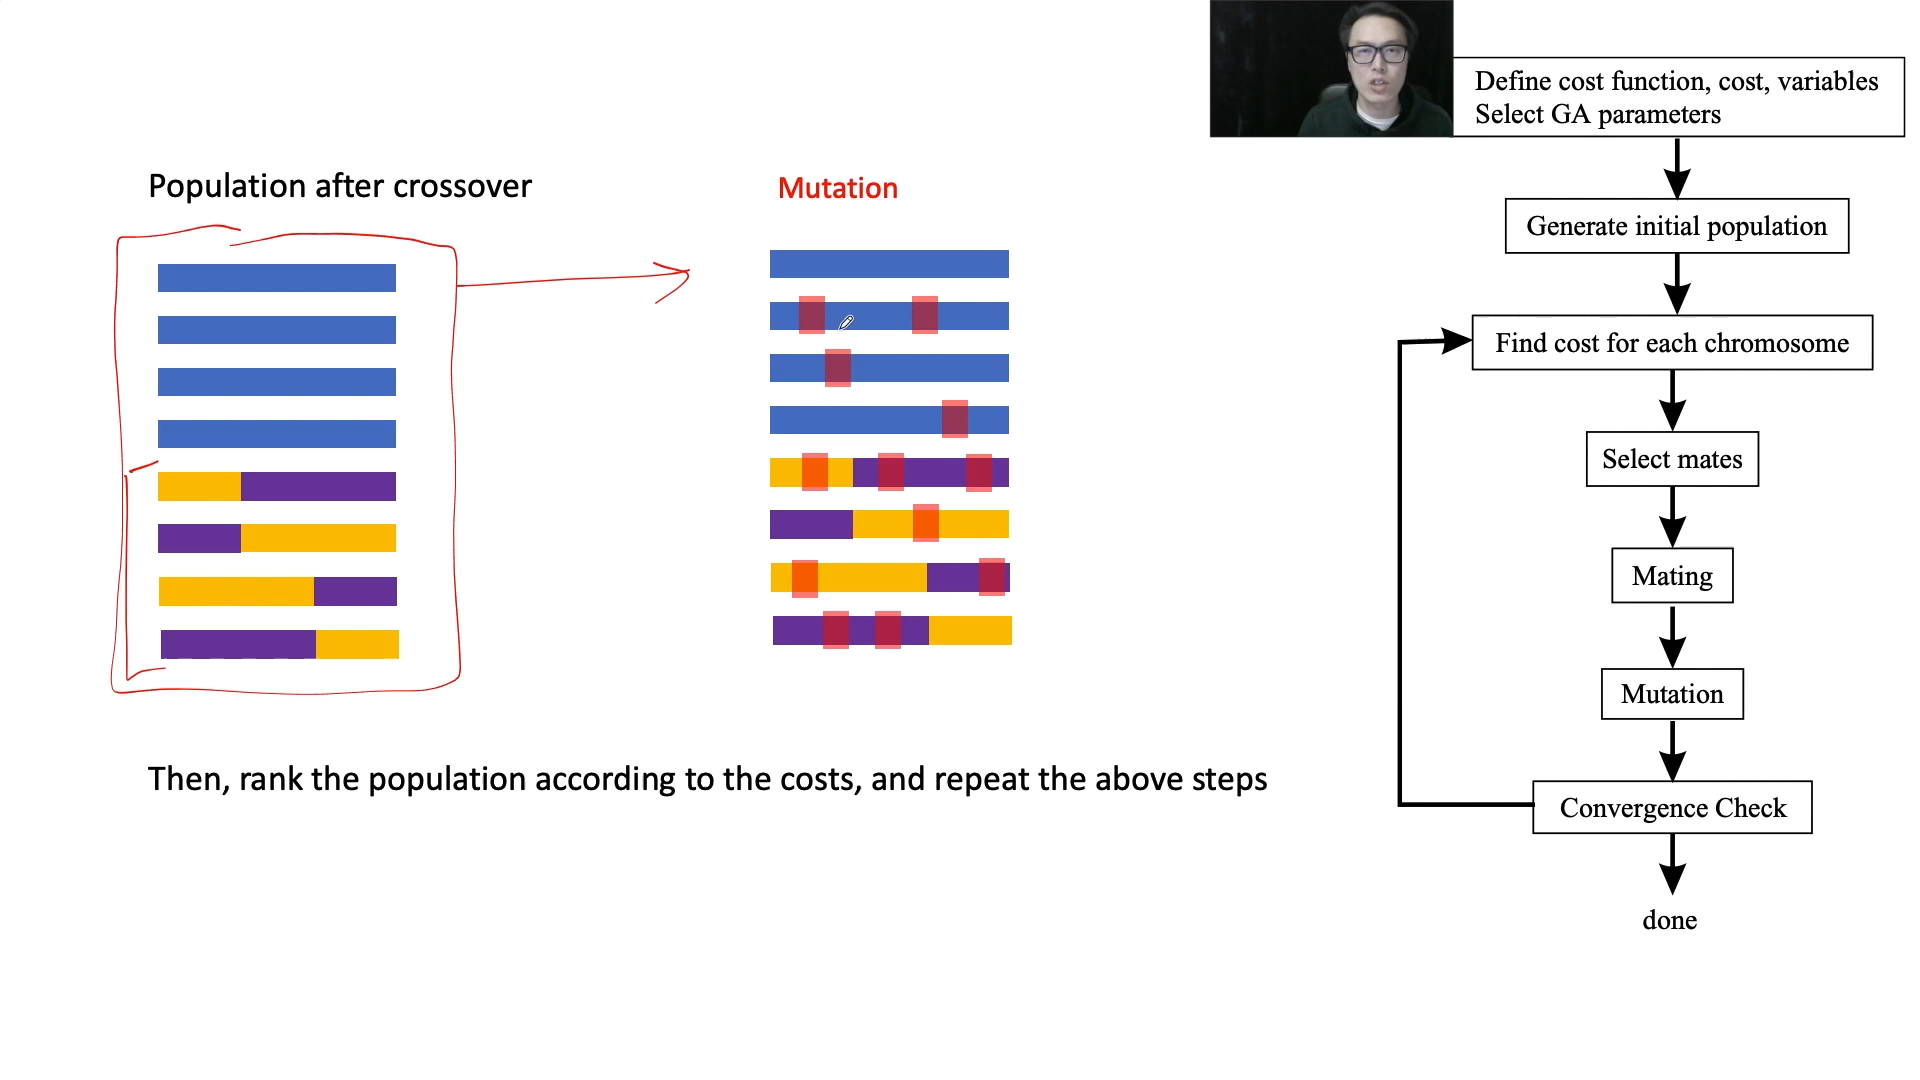 Define cost function, cost, variables
Select GA parameters
Population after crossover
Mutation
Generate initial population
Find cost for each chromosome
Select mates
Mating
Mutation
Then, rank the population according to the costs, and repeat the above steps
Convergence Check
done